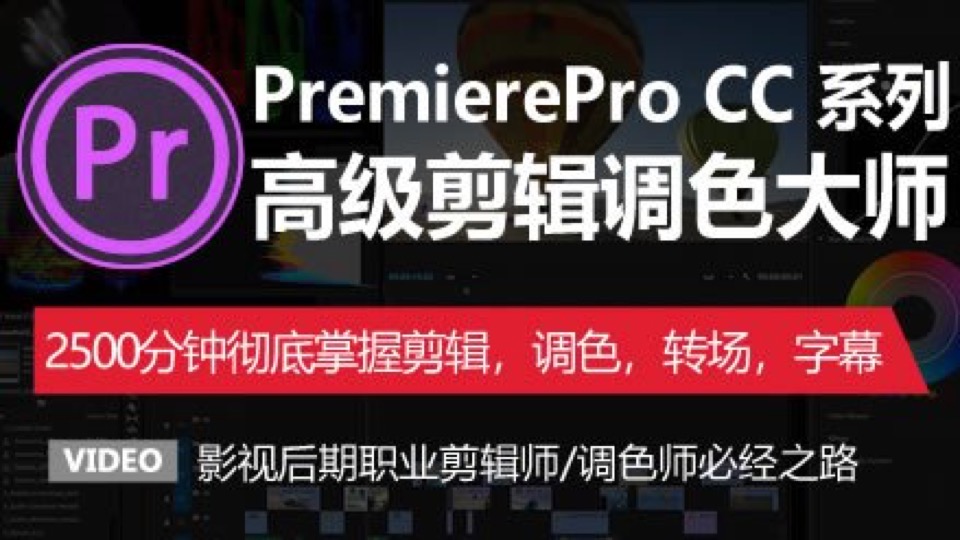 Pr
PremierePro CC 系列
高级剪辑调色大师
2500分钟彻底掌握剪辑，调色，转场，字幕
VIDEO 影视后期职业剪辑师/调色师必经之路